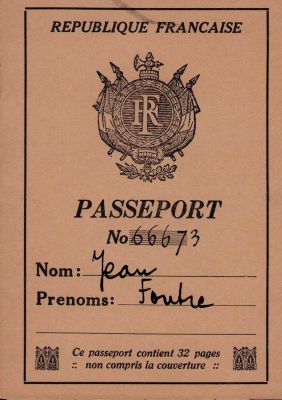 REPUBLIQUE FRANCAISE
RF
PASSEPORT
No 66673
Nom: Jean
Prenoms: Foutre
Ce passeport contient 32 pages
:: non compris la couverture ::